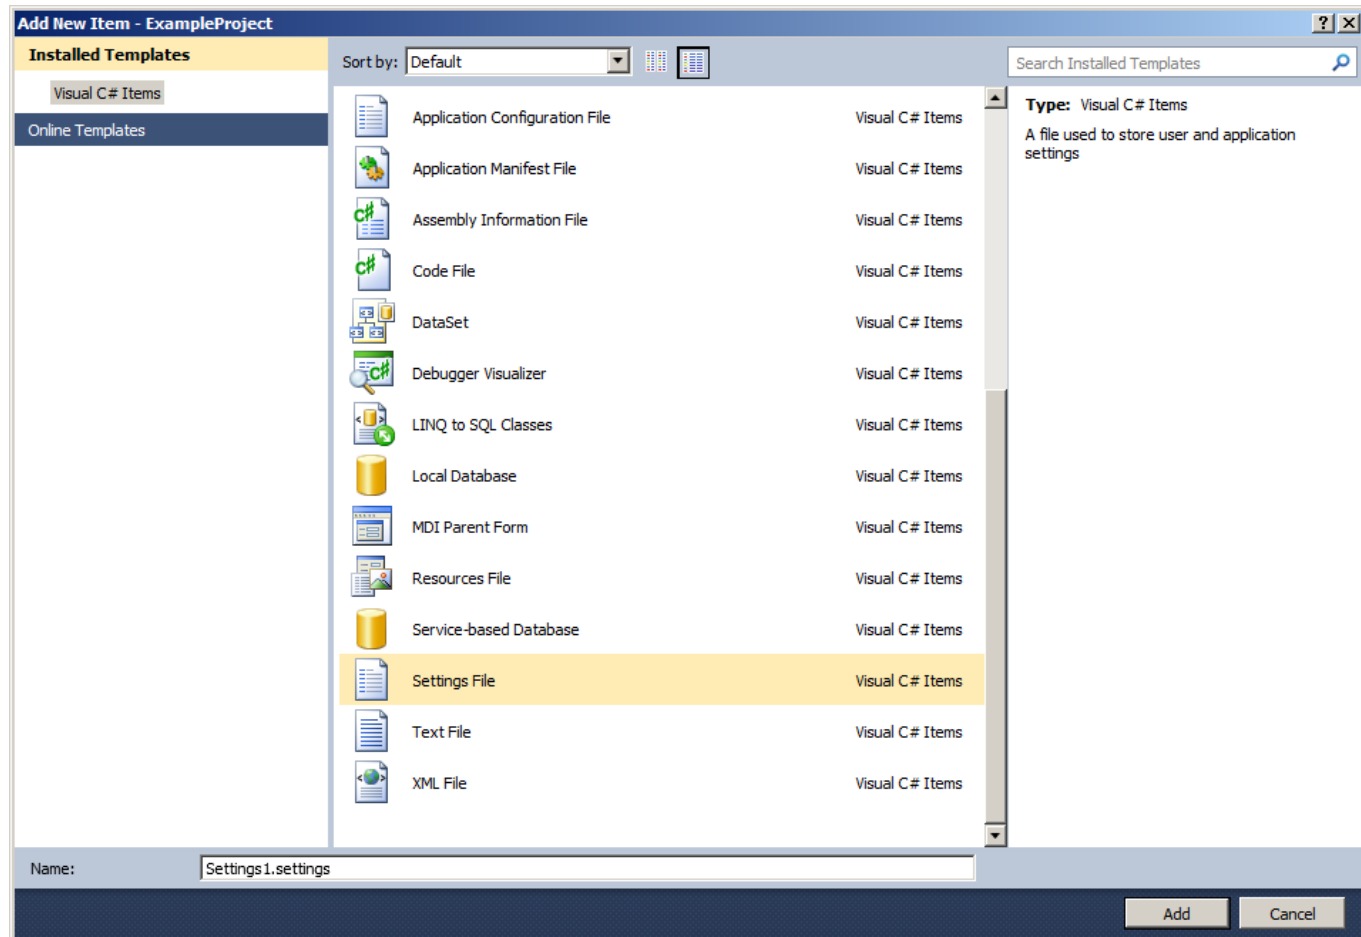 Add New Item - ExampleProject
Installed Templates
Visual C# Items
Online Templates
Sort by: Default
Search Installed Templates
Application Configuration File Visual C# Items
Application Manifest File Visual C# Items
Assembly Information File Visual C# Items
Code File Visual C# Items
DataSet Visual C# Items
Debugger Visualizer Visual C# Items
LINQ to SQL Classes Visual C# Items
Local Database Visual C# Items
MDI Parent Form Visual C# Items
Resources File Visual C# Items
Service-based Database Visual C# Items
Settings File Visual C# Items
Text File Visual C# Items
XML File Visual C# Items
Type: Visual C# Items
A file used to store user and application
settings
Name: Settings1.settings
Add Cancel